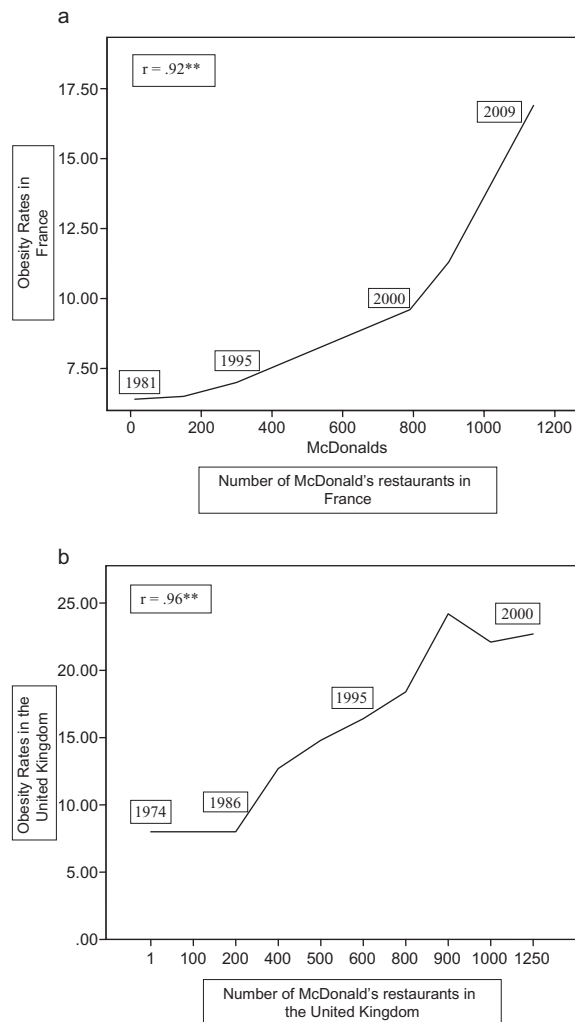 a
r = .92**
17.50
15.00
12.50
10.00
7.50
Obesity Rates in
France
1981
1995
2000
2009
0 200 400 600 800 1000 1200
McDonalds
Number of McDonald's restaurants in
France
b
r = .96**
25.00
20.00
15.00
10.00
5.00
.00
Obesity Rates in the
United Kingdom
1974
1986
1995
2000
1 100 200 400 500 600 800 900 1000 1250
Number of McDonald's restaurants in
the United Kingdom